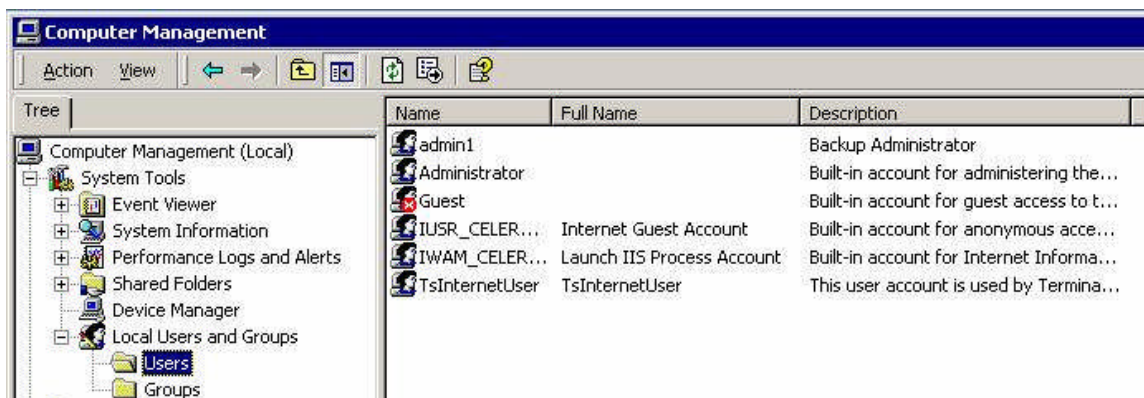 Computer Management
Action View
Tree
Computer Management (Local)
System Tools
Event Viewer
System Information
Performance Logs and Alerts
Shared Folders
Device Manager
Local Users and Groups
Users
Groups
Name Full Name Description
admin1 Backup Administrator
Administrator Built-in account for administering the...
Guest Built-in account for guest access to t...
IUSR_CELER... Internet Guest Account Built-in account for anonymous acce...
IWAM_CELER... Launch IIS Process Account Built-in account for Internet Informa...
TsInternetUser TsInternetUser This user account is used by Termina...